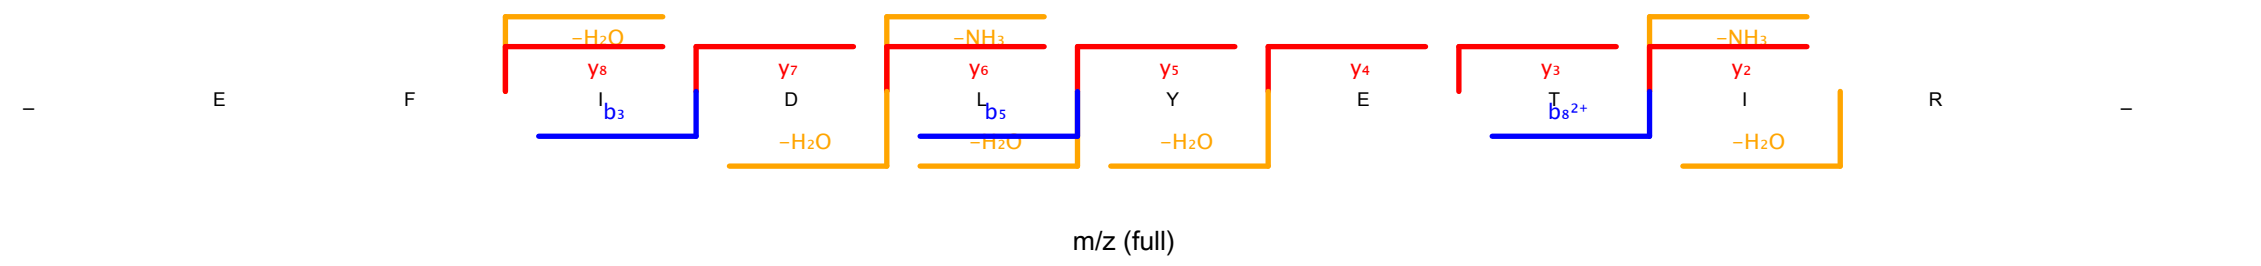 –H₂O –NH₃ –NH₃
y₈ y₇ y₆ y₅ y₄ y₃ y₂
_ E F I D L Y E T I R _
b₃ b₅ b₈²⁺
–H₂O –H₂O –H₂O –H₂O
m/z (full)